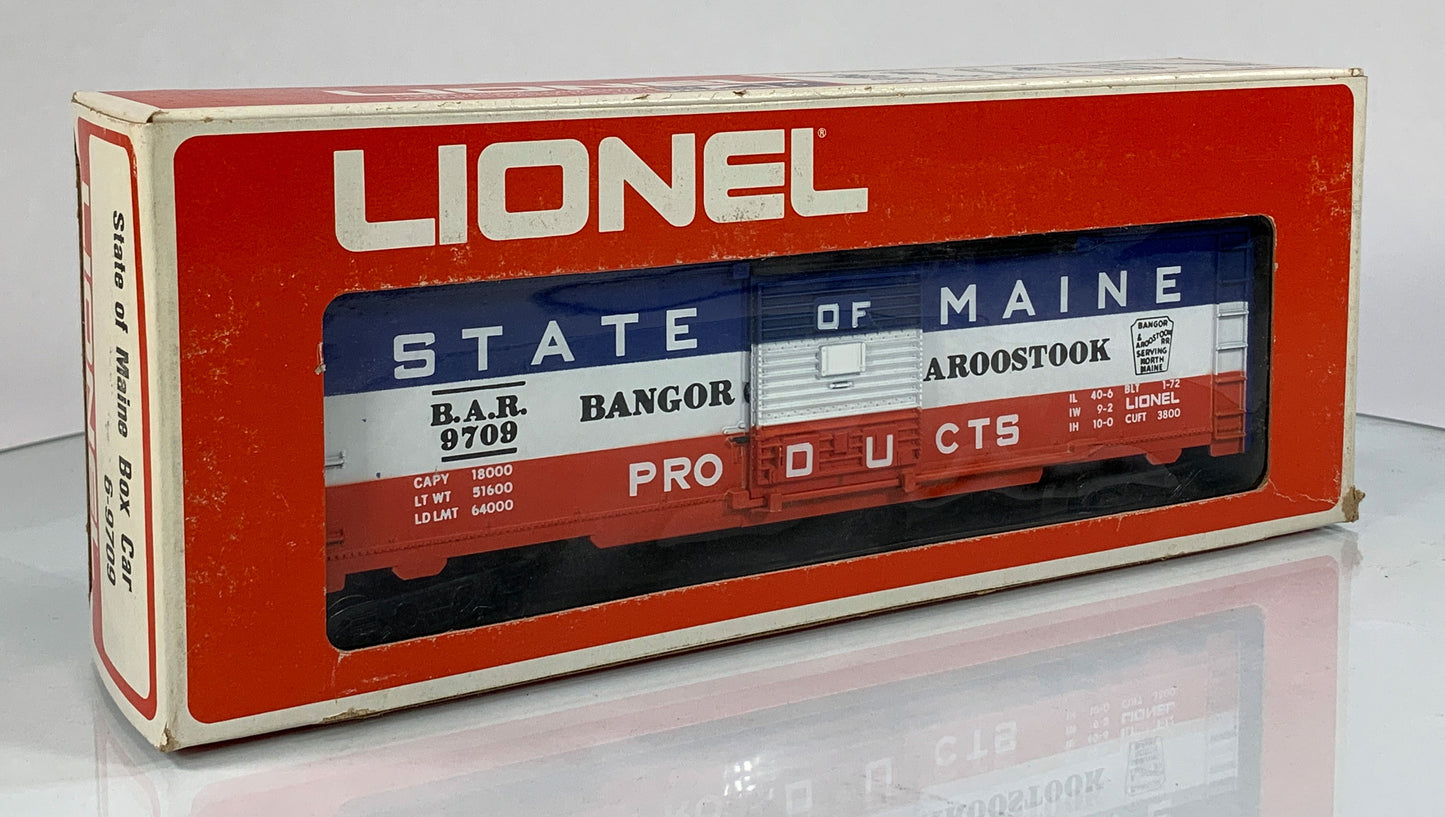 LIONEL®
STATE OF MAINE
B.A.R.
9709
BANGOR AROOSTOOK
BANGOR
&
AROOSTOOK
RR
SERVING
NORTH
MAINE
PRODUCTS
CAPY 18000
LT WT 51600
LD LMT 64000
IL 40-6 BLT 1-72
IW 9-2 LIONEL
IH 10-0 CUFT 3800
State of Maine Box Car
6-9709
LIONEL